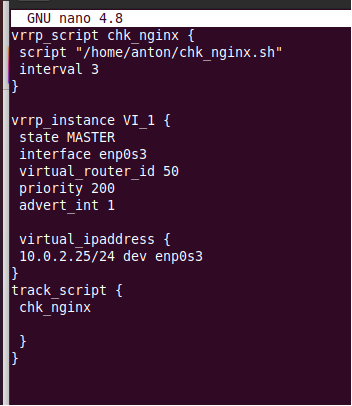 GNU nano 4.8
vrrp_script chk_nginx {
script "/home/anton/chk_nginx.sh"
interval 3
}
vrrp_instance VI_1 {
state MASTER
interface enp0s3
virtual_router_id 50
priority 200
advert_int 1
virtual_ipaddress {
10.0.2.25/24 dev enp0s3
}
track_script {
chk_nginx
}
}